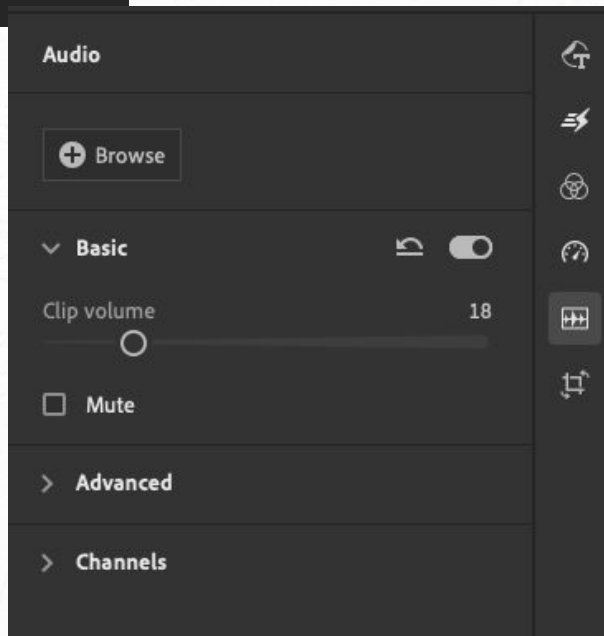 Audio
Browse
Basic
Clip volume 18
Mute
Advanced
Channels